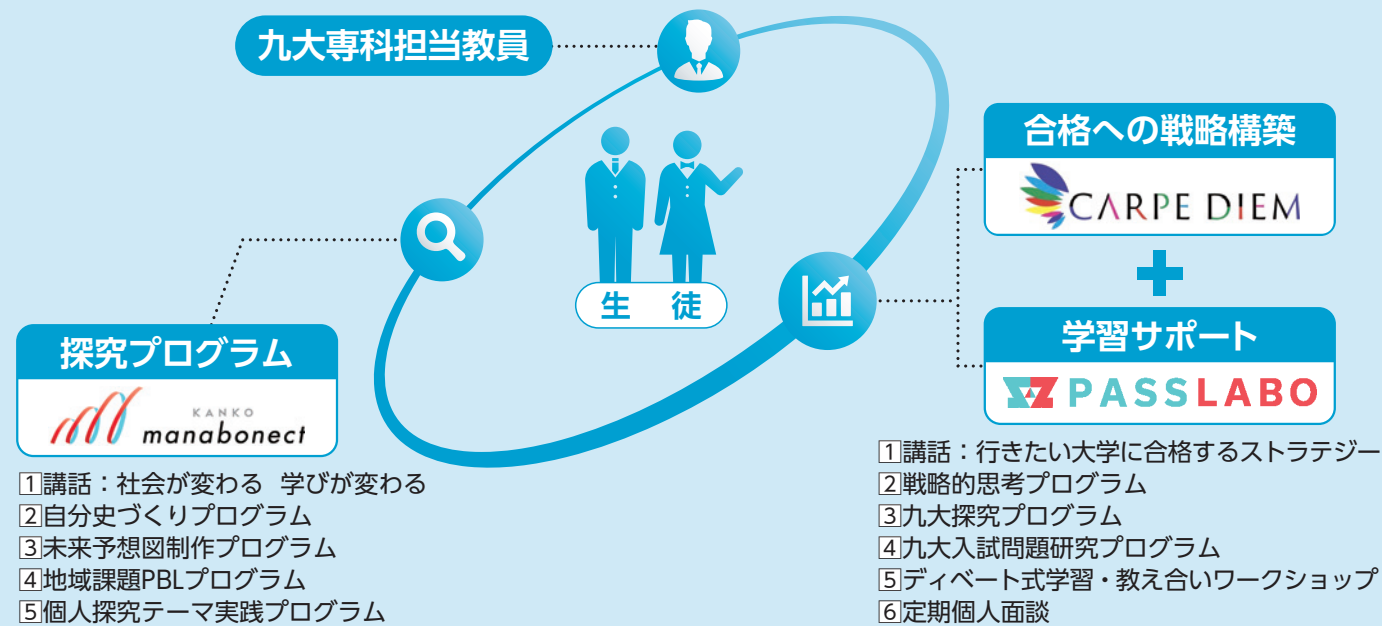 九大専科担当教員
生 徒
探究プログラム
KANKO
manabonect
1講話：社会が変わる 学びが変わる
2自分史づくりプログラム
3未来予想図制作プログラム
4地域課題PBLプログラム
5個人探究テーマ実践プログラム
合格への戦略構築
CARPE DIEM
+
学習サポート
PASSLABO
1講話：行きたい大学に合格するストラテジー
2戦略的思考プログラム
3九大探究プログラム
4九大入試問題研究プログラム
5ディベート式学習・教え合いワークショップ
6定期個人面談